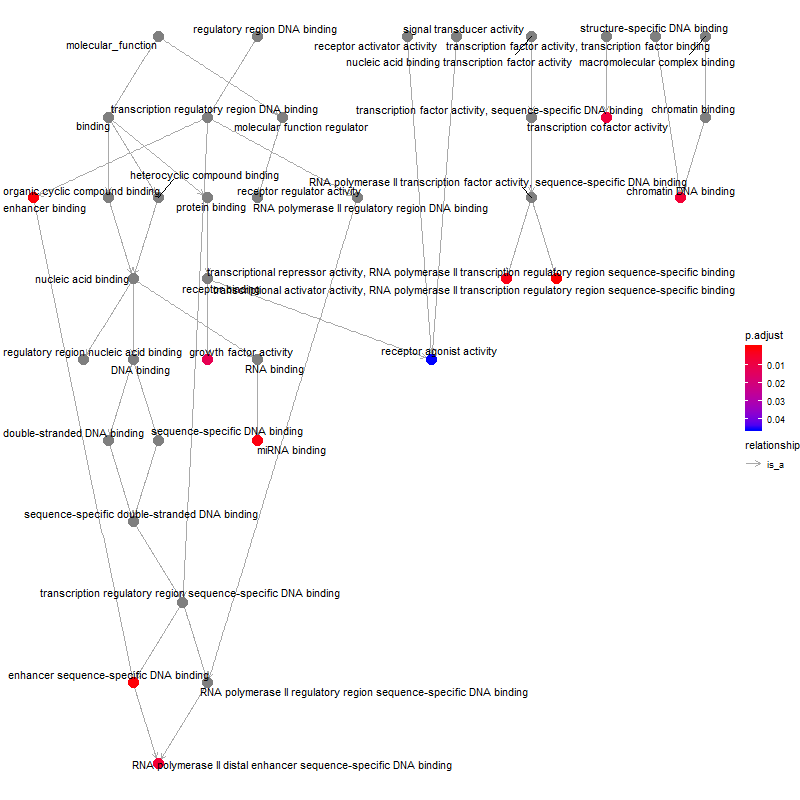 regulatory region DNA binding
signal transducer activity
structure-specific DNA binding
molecular_function
receptor activator activity
transcription factor activity, transcription factor binding
nucleic acid binding transcription factor activity
macromolecular complex binding
transcription regulatory region DNA binding
transcription factor activity, sequence-specific DNA binding
chromatin binding
binding
molecular function regulator
transcription cofactor activity
heterocyclic compound binding
RNA polymerase II transcription factor activity, sequence-specific DNA binding
organic cyclic compound binding
receptor regulator activity
chromatin DNA binding
enhancer binding
protein binding
RNA polymerase II regulatory region DNA binding
nucleic acid binding
transcriptional repressor activity, RNA polymerase II transcription regulatory region sequence-specific binding
receptor binding
transcriptional activator activity, RNA polymerase II transcription regulatory region sequence-specific binding
regulatory region nucleic acid binding
growth factor activity
receptor agonist activity
DNA binding
RNA binding
double-stranded DNA binding
sequence-specific DNA binding
miRNA binding
sequence-specific double-stranded DNA binding
transcription regulatory region sequence-specific DNA binding
enhancer sequence-specific DNA binding
RNA polymerase II regulatory region sequence-specific DNA binding
RNA polymerase II distal enhancer sequence-specific DNA binding
p.adjust
0.01
0.02
0.03
0.04
relationship
is_a